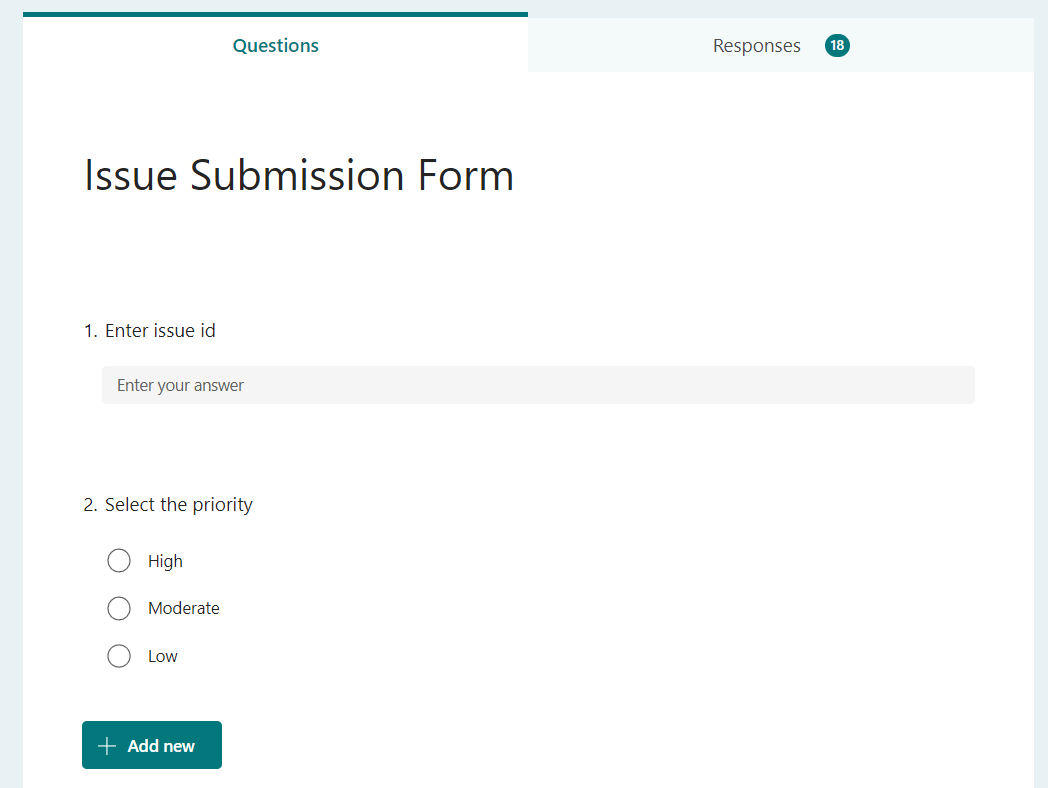 Questions
Responses 18
Issue Submission Form
1. Enter issue id
Enter your answer
2. Select the priority
High
Moderate
Low
+ Add new